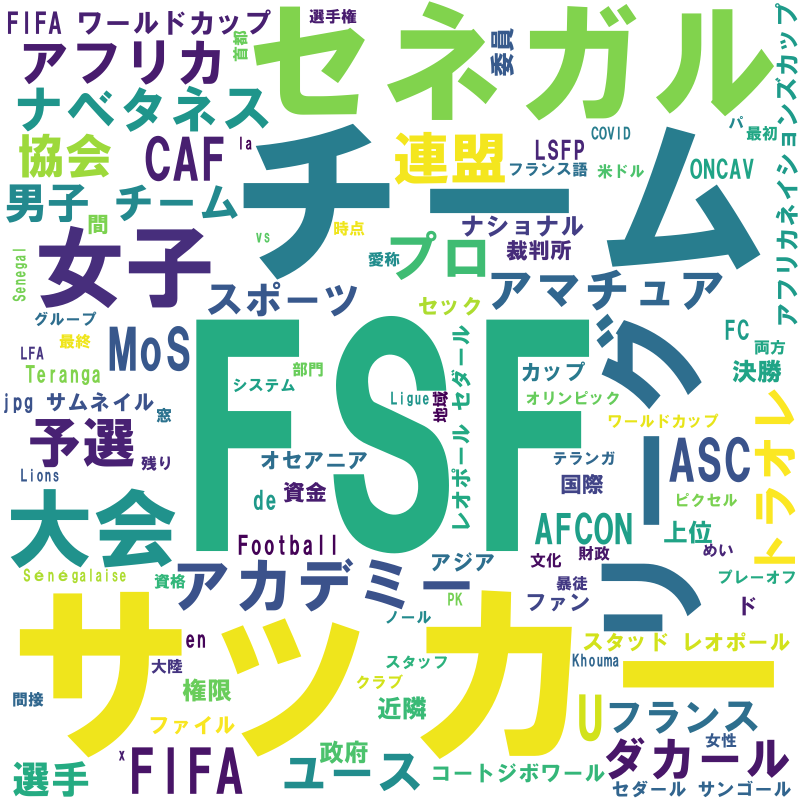 FIFA ワールドカップ
選手権
首都
セネガル
委員
アフリカネイションズカップ
アフリカ
ナベタネス
協会
CAF
la
チーム
連盟
LSFP
COVID
パ
最初
フランス語
米ドル
ONCAV
男子 チーム
間
女子
vs
時点
愛称
プロ
ナショナル
裁判所
Senegal
スポーツ
セック
アマチュア
グループ
最終
LFA
MoS
Teranga
FSF
リーグ
FC
両方
決勝
システム
部門
Ligue
地域
レオポール セダール
カップ
オリンピック
ワールドカップ
jpg サムネイル
窓
予選
残り
Lions
オセアニア
de
資金
テランガ
国際
ASC
ピクセル
トラオレ
大会
Football
AFCON
上位
めい
Sénégalaise
資格
アカデミー
アジア
文化
財政
プレーオフ
PK
暴徒
ファン
ド
サッカー
ノール
en
大陸
スタッフ
スタッド レオポール
Khouma
間接
権限
クラブ
近隣
ファイル
U
フランス
女性
x
FIFA
政府
ダカール
選手
ユース
コートジボワール
セダール サンゴール